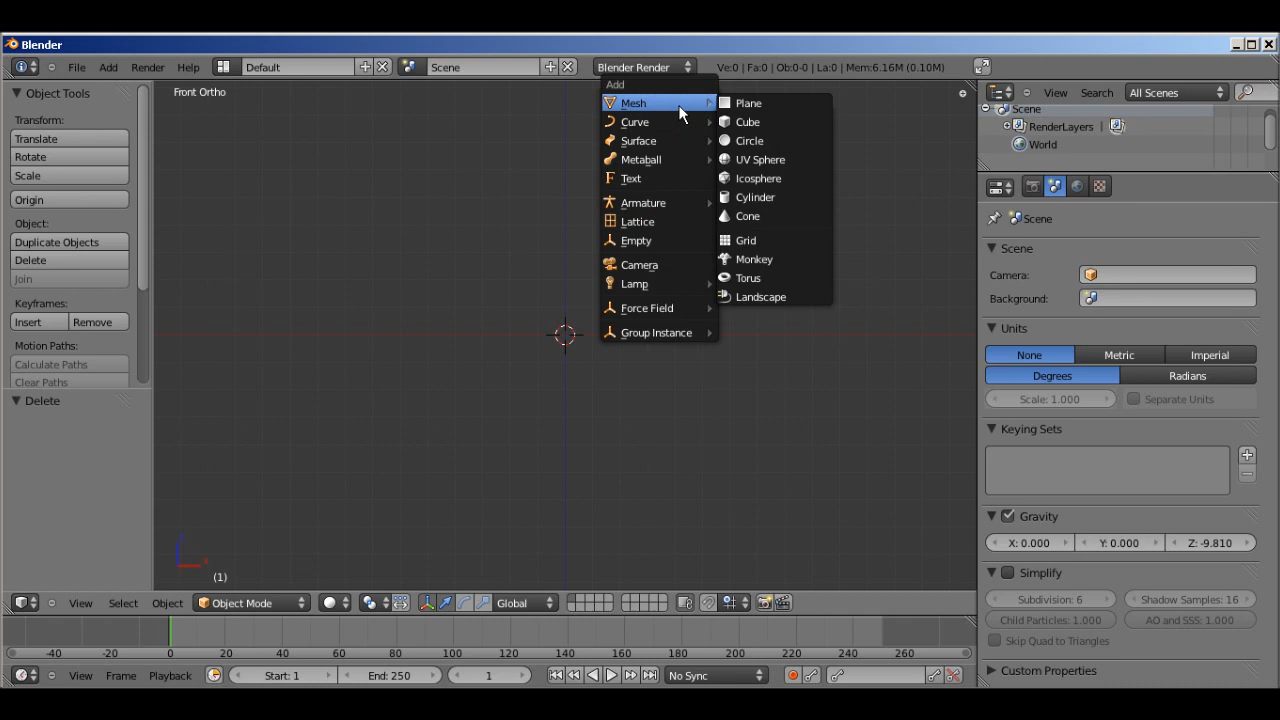 Blender
File Add Render Help Default Scene Blender Render Ve:0 | Fa:0 | Ob:0-0 | La:0 | Mem:6.16M (0.10M)
Object Tools
Transform:
Translate
Rotate
Scale
Origin
Object:
Duplicate Objects
Delete
Join
Keyframes:
Insert Remove
Motion Paths:
Calculate Paths
Clear Paths
Delete
Front Ortho
(1)
Add
Mesh
Curve
Surface
Metaball
Text
Armature
Lattice
Empty
Camera
Lamp
Force Field
Group Instance
Plane
Cube
Circle
UV Sphere
Icosphere
Cylinder
Cone
Grid
Monkey
Torus
Landscape
View Search All Scenes
Scene
RenderLayers |
World
Scene
Scene
Camera:
Background:
Units
None Metric Imperial
Degrees Radians
Scale: 1.000 Separate Units
Keying Sets
Gravity
X: 0.000 Y: 0.000 Z: -9.810
Simplify
Subdivision: 6 Shadow Samples: 16
Child Particles: 1.000 AO and SSS: 1.000
Skip Quad to Triangles
Custom Properties
View Select Object Object Mode Global
-40 -20 0 20 40 60 80 100 120 140 160 180 200 220 240 260
View Frame Playback Start: 1 End: 250 1 No Sync